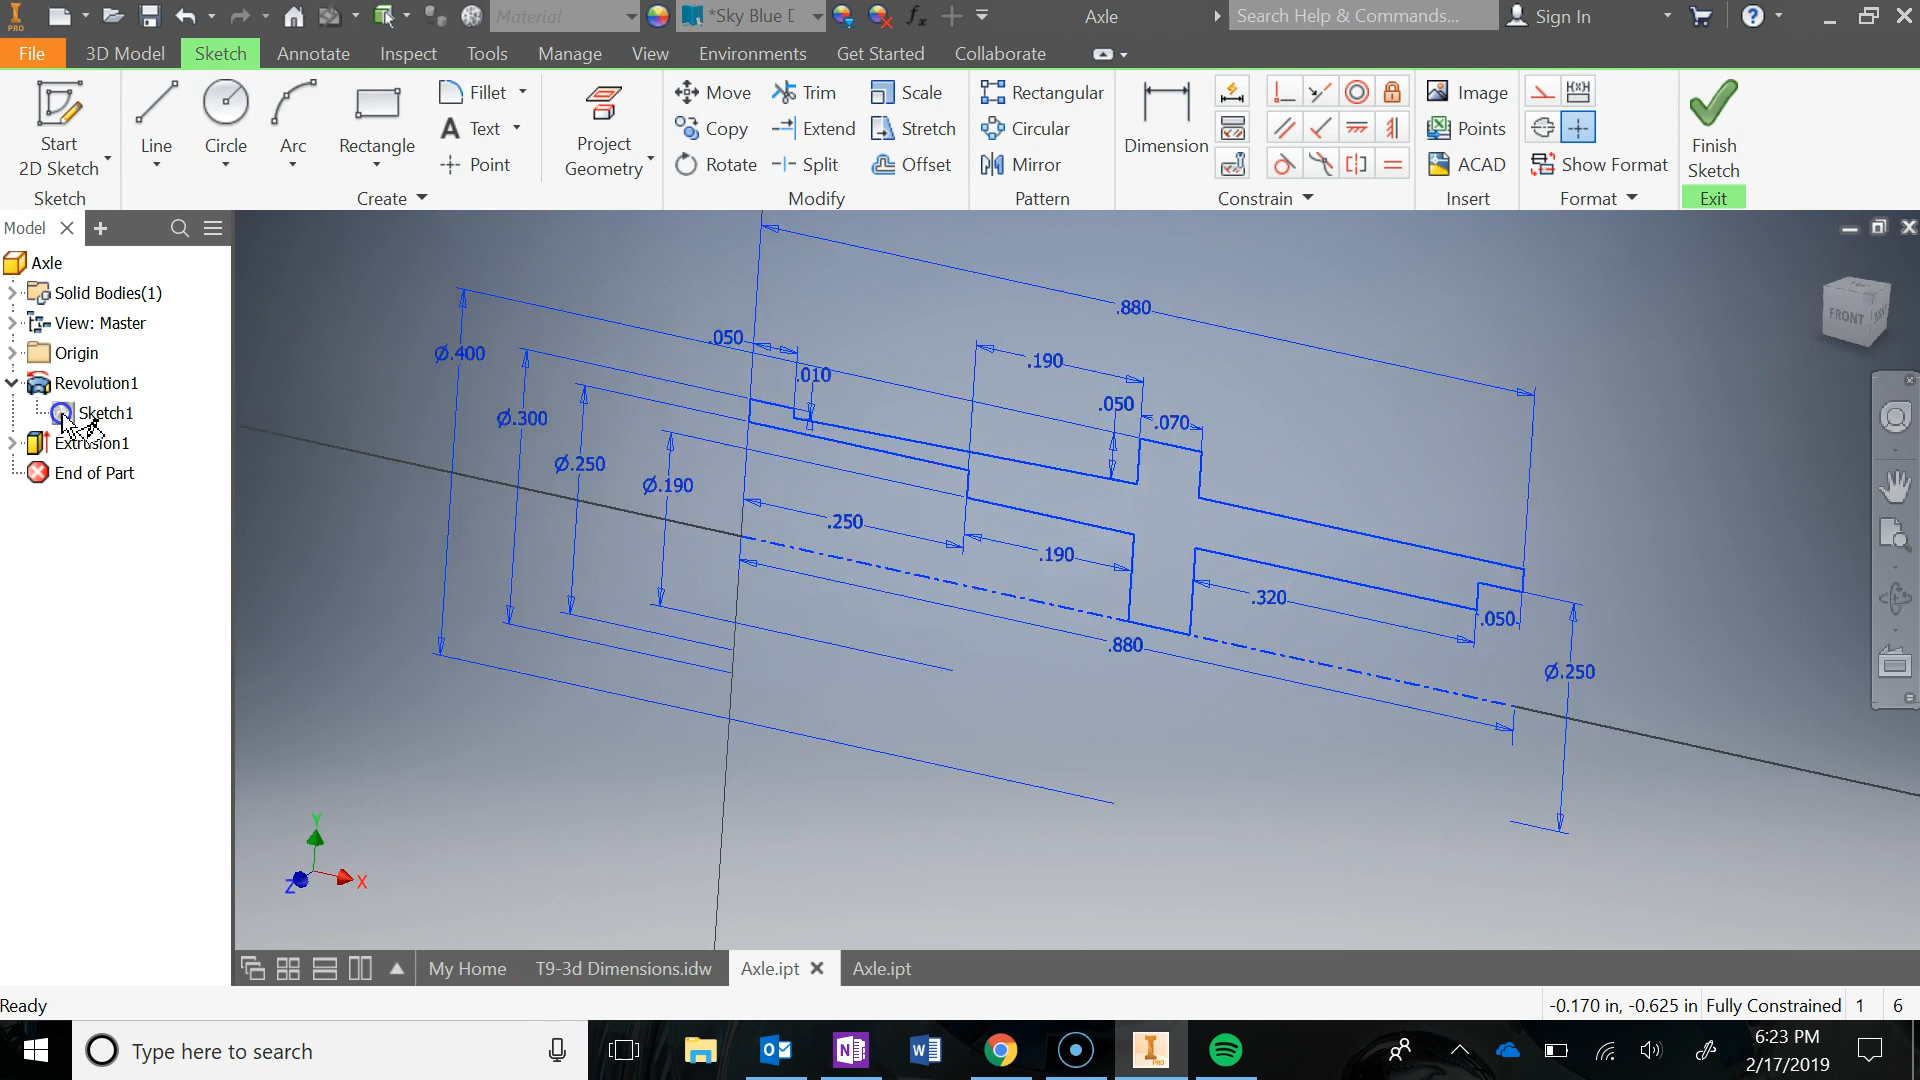 PRO
Material
*Sky Blue D
Axle
Search Help & Commands...
Sign In
File
3D Model
Sketch
Annotate
Inspect
Tools
Manage
View
Environments
Get Started
Collaborate
Start
2D Sketch
Line
Circle
Arc
Rectangle
Fillet
Text
Point
Project
Geometry
Move
Copy
Rotate
Trim
Extend
Split
Scale
Stretch
Offset
Rectangular
Circular
Mirror
Dimension
Image
Points
ACAD
Show Format
Finish
Sketch
Sketch
Create
Modify
Pattern
Constrain
Insert
Format
Exit
Model
Axle
Solid Bodies(1)
View: Master
Origin
Revolution1
Sketch1
Extrusion1
End of Part
.880
.050
Ø.400
.190
.010
.050
Ø.300
.070
Ø.250
Ø.190
.250
.190
.320
.050
.880
Ø.250
FRONT
Y
X
Z
My Home
T9-3d Dimensions.idw
Axle.ipt
Axle.ipt
Ready
-0.170 in, -0.625 in
Fully Constrained
1
6
Type here to search
6:23 PM
2/17/2019